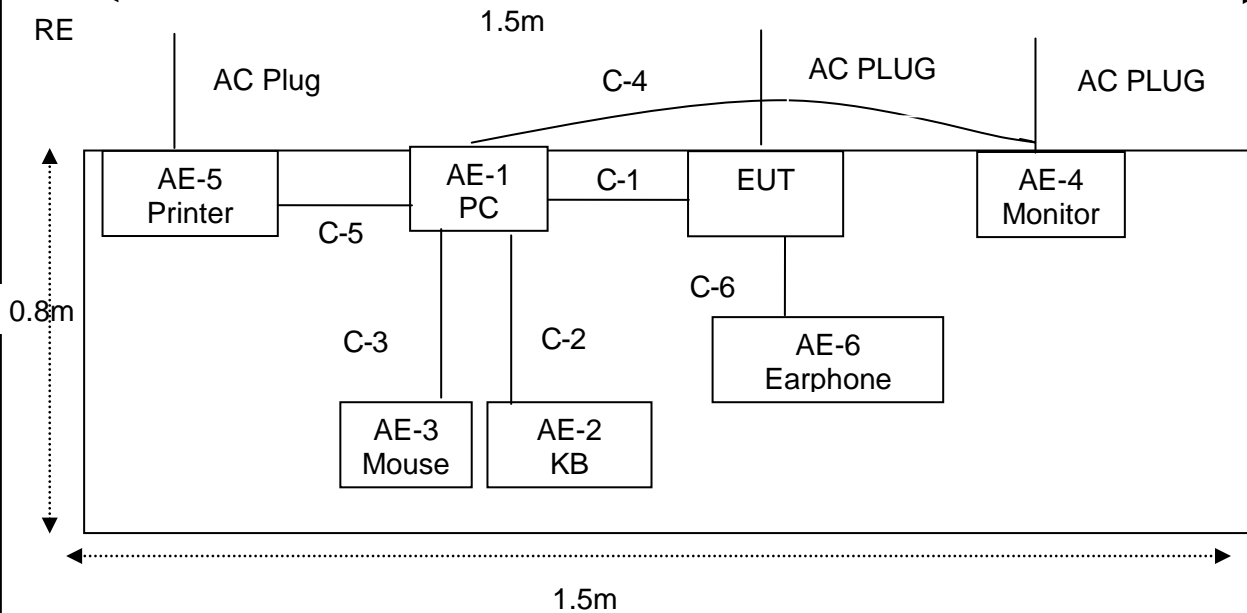 1.5m
RE
AC Plug
C-4
AC PLUG
AC PLUG
AE-5
Printer
AE-1
PC
C-1
EUT
AE-4
Monitor
C-5
C-6
0.8m
C-3
C-2
AE-6
Earphone
AE-3
Mouse
AE-2
KB
1.5m